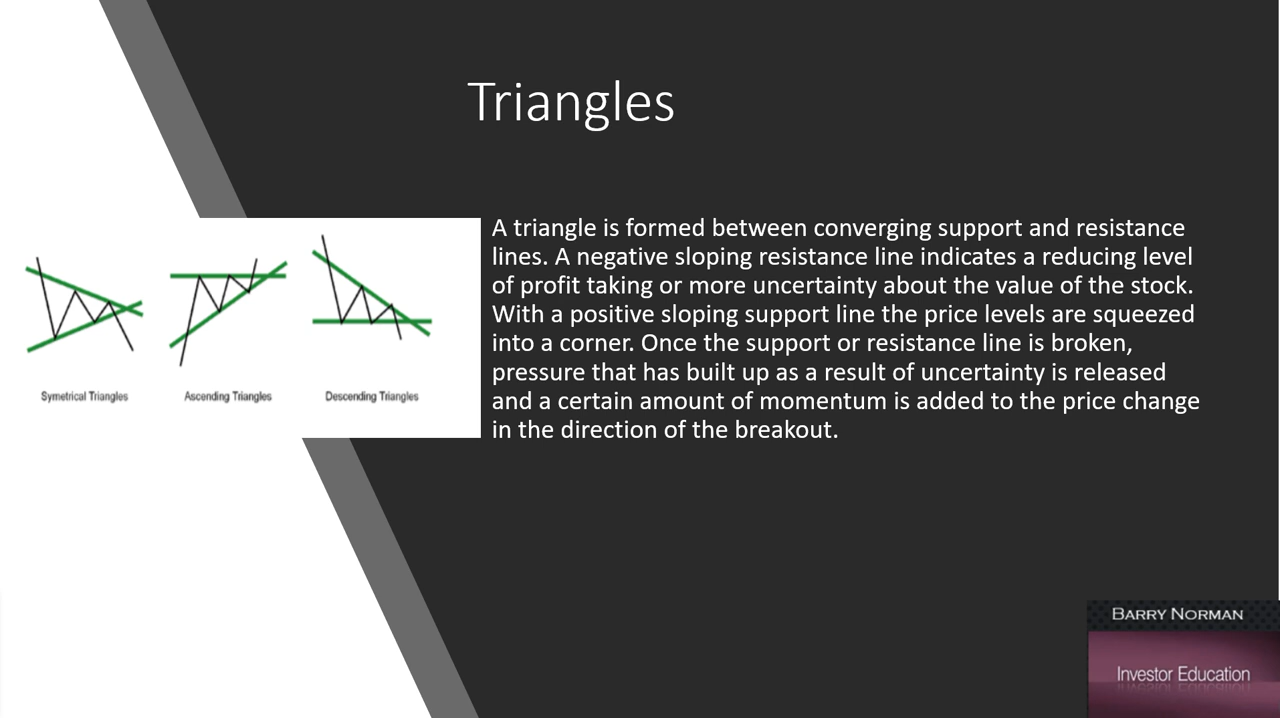 Triangles
A triangle is formed between converging support and resistance
lines. A negative sloping resistance line indicates a reducing level
of profit taking or more uncertainty about the value of the stock.
With a positive sloping support line the price levels are squeezed
into a corner. Once the support or resistance line is broken,
pressure that has built up as a result of uncertainty is released
and a certain amount of momentum is added to the price change
in the direction of the breakout.
Symetrical Triangles
Ascending Triangles
Descending Triangles
BARRY NORMAN
Investor Education